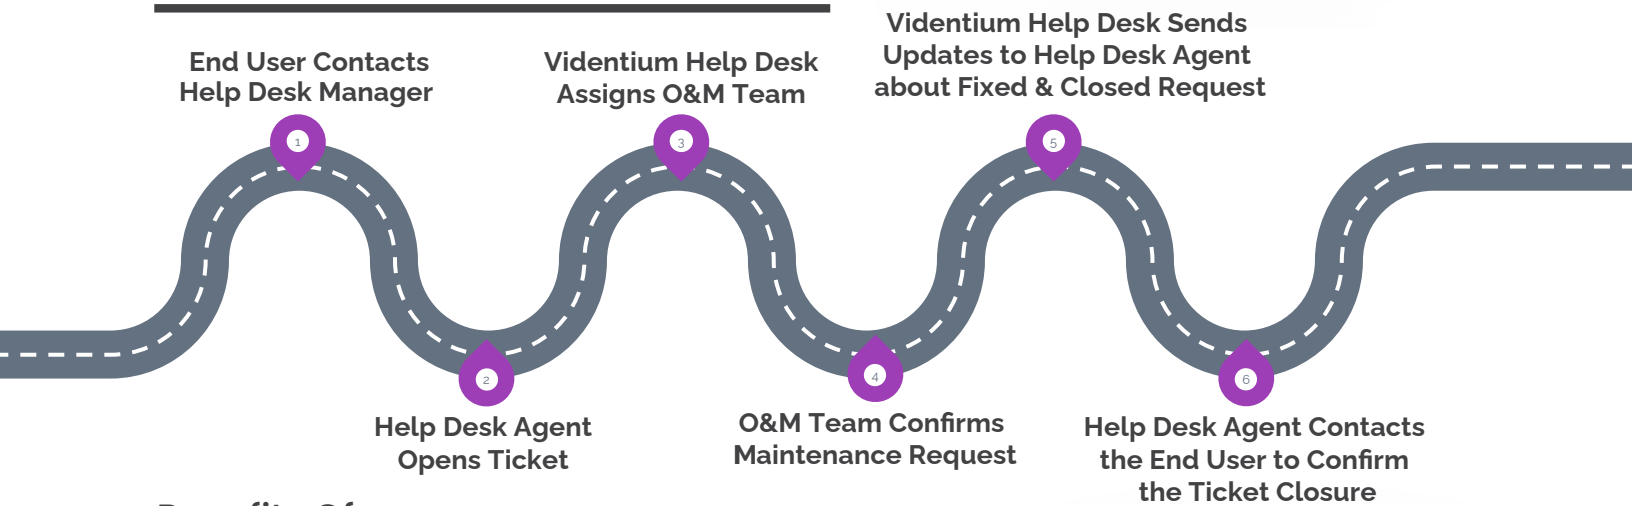 End User Contacts
Help Desk Manager
1
Help Desk Agent
Opens Ticket
2
Videntium Help Desk
Assigns O&M Team
3
O&M Team Confirms
Maintenance Request
4
Videntium Help Desk Sends
Updates to Help Desk Agent
about Fixed & Closed Request
5
Help Desk Agent Contacts
the End User to Confirm
the Ticket Closure
6